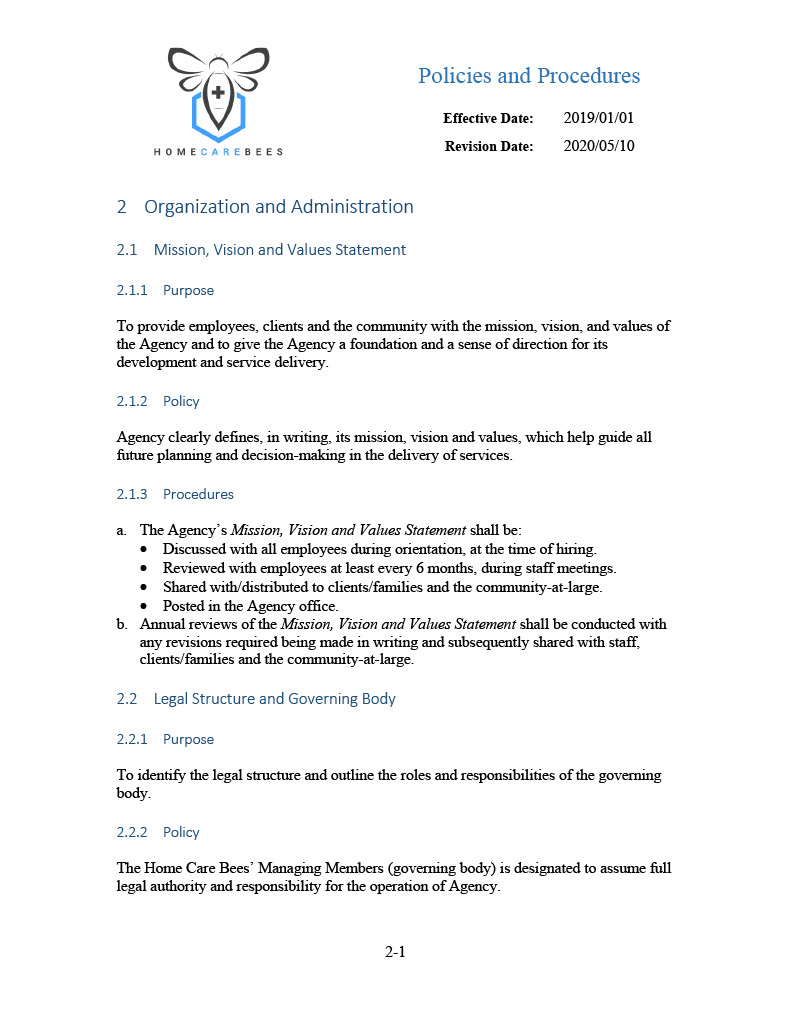 HOMECAREBEES
Policies and Procedures
Effective Date: 2019/01/01
Revision Date: 2020/05/10
2 Organization and Administration
2.1 Mission, Vision and Values Statement
2.1.1 Purpose
To provide employees, clients and the community with the mission, vision, and values of
the Agency and to give the Agency a foundation and a sense of direction for its
development and service delivery.
2.1.2 Policy
Agency clearly defines, in writing, its mission, vision and values, which help guide all
future planning and decision-making in the delivery of services.
2.1.3 Procedures
a. The Agency’s Mission, Vision and Values Statement shall be:
• Discussed with all employees during orientation, at the time of hiring.
• Reviewed with employees at least every 6 months, during staff meetings.
• Shared with/distributed to clients/families and the community-at-large.
• Posted in the Agency office.
b. Annual reviews of the Mission, Vision and Values Statement shall be conducted with
any revisions required being made in writing and subsequently shared with staff,
clients/families and the community-at-large.
2.2 Legal Structure and Governing Body
2.2.1 Purpose
To identify the legal structure and outline the roles and responsibilities of the governing
body.
2.2.2 Policy
The Home Care Bees’ Managing Members (governing body) is designated to assume full
legal authority and responsibility for the operation of Agency.
2-1